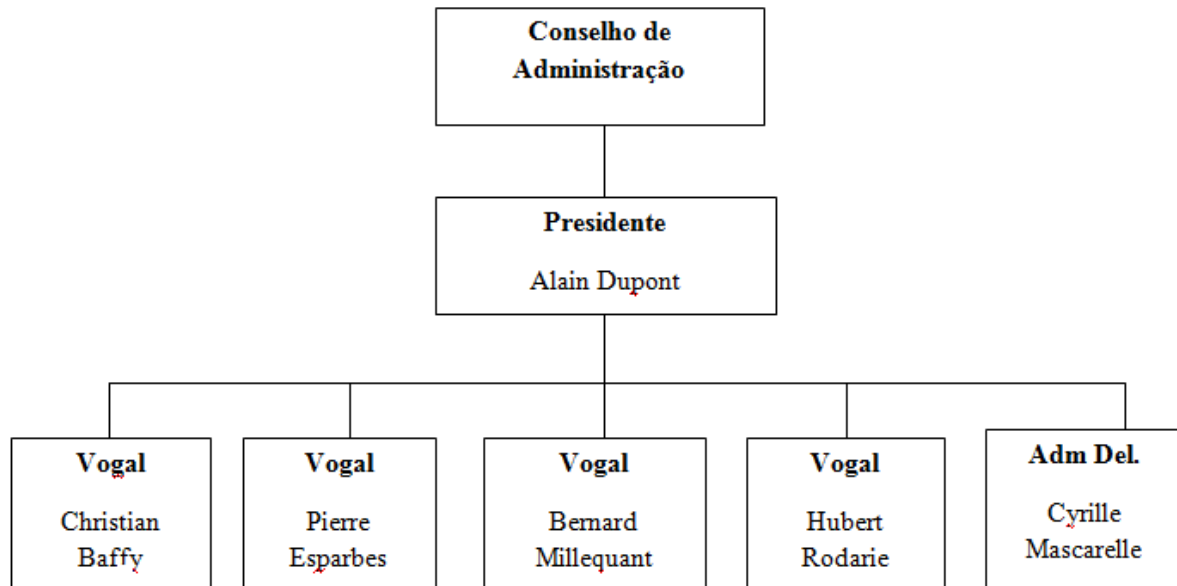 Conselho de
Administração
Presidente
Alain Dupont
Vogal
Christian
Baffy
Vogal
Pierre
Esparbes
Vogal
Bernard
Millequant
Vogal
Hubert
Rodarie
Adm Del.
Cyrille
Mascarelle